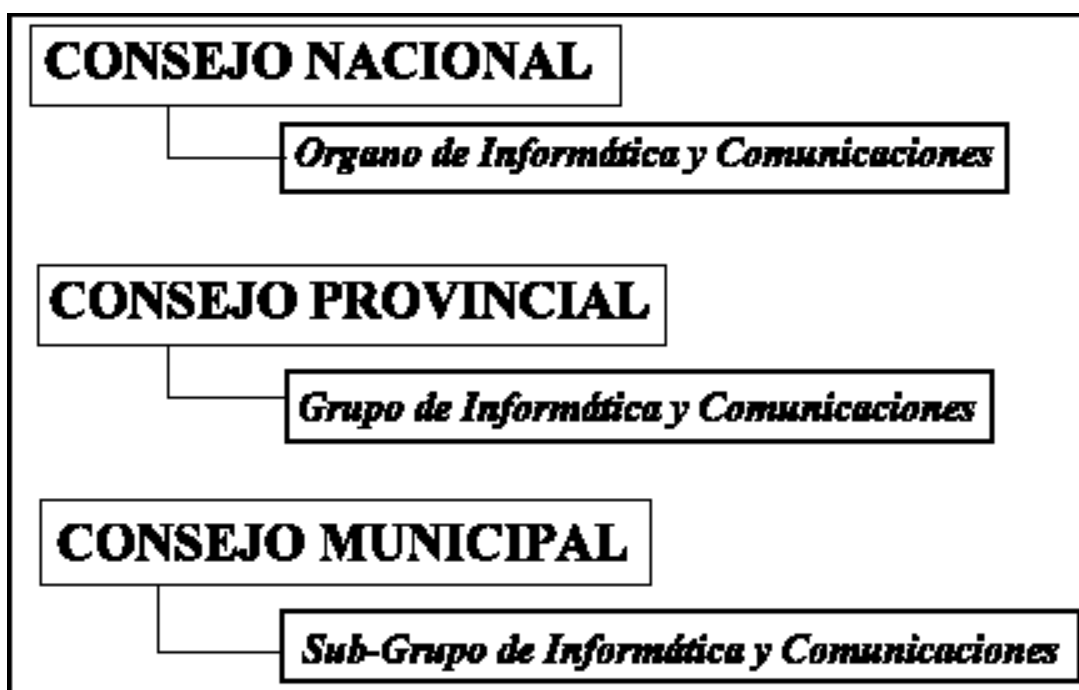 CONSEJO NACIONAL
Organo de Informática y Comunicaciones
CONSEJO PROVINCIAL
Grupo de Informática y Comunicaciones
CONSEJO MUNICIPAL
Sub-Grupo de Informática y Comunicaciones